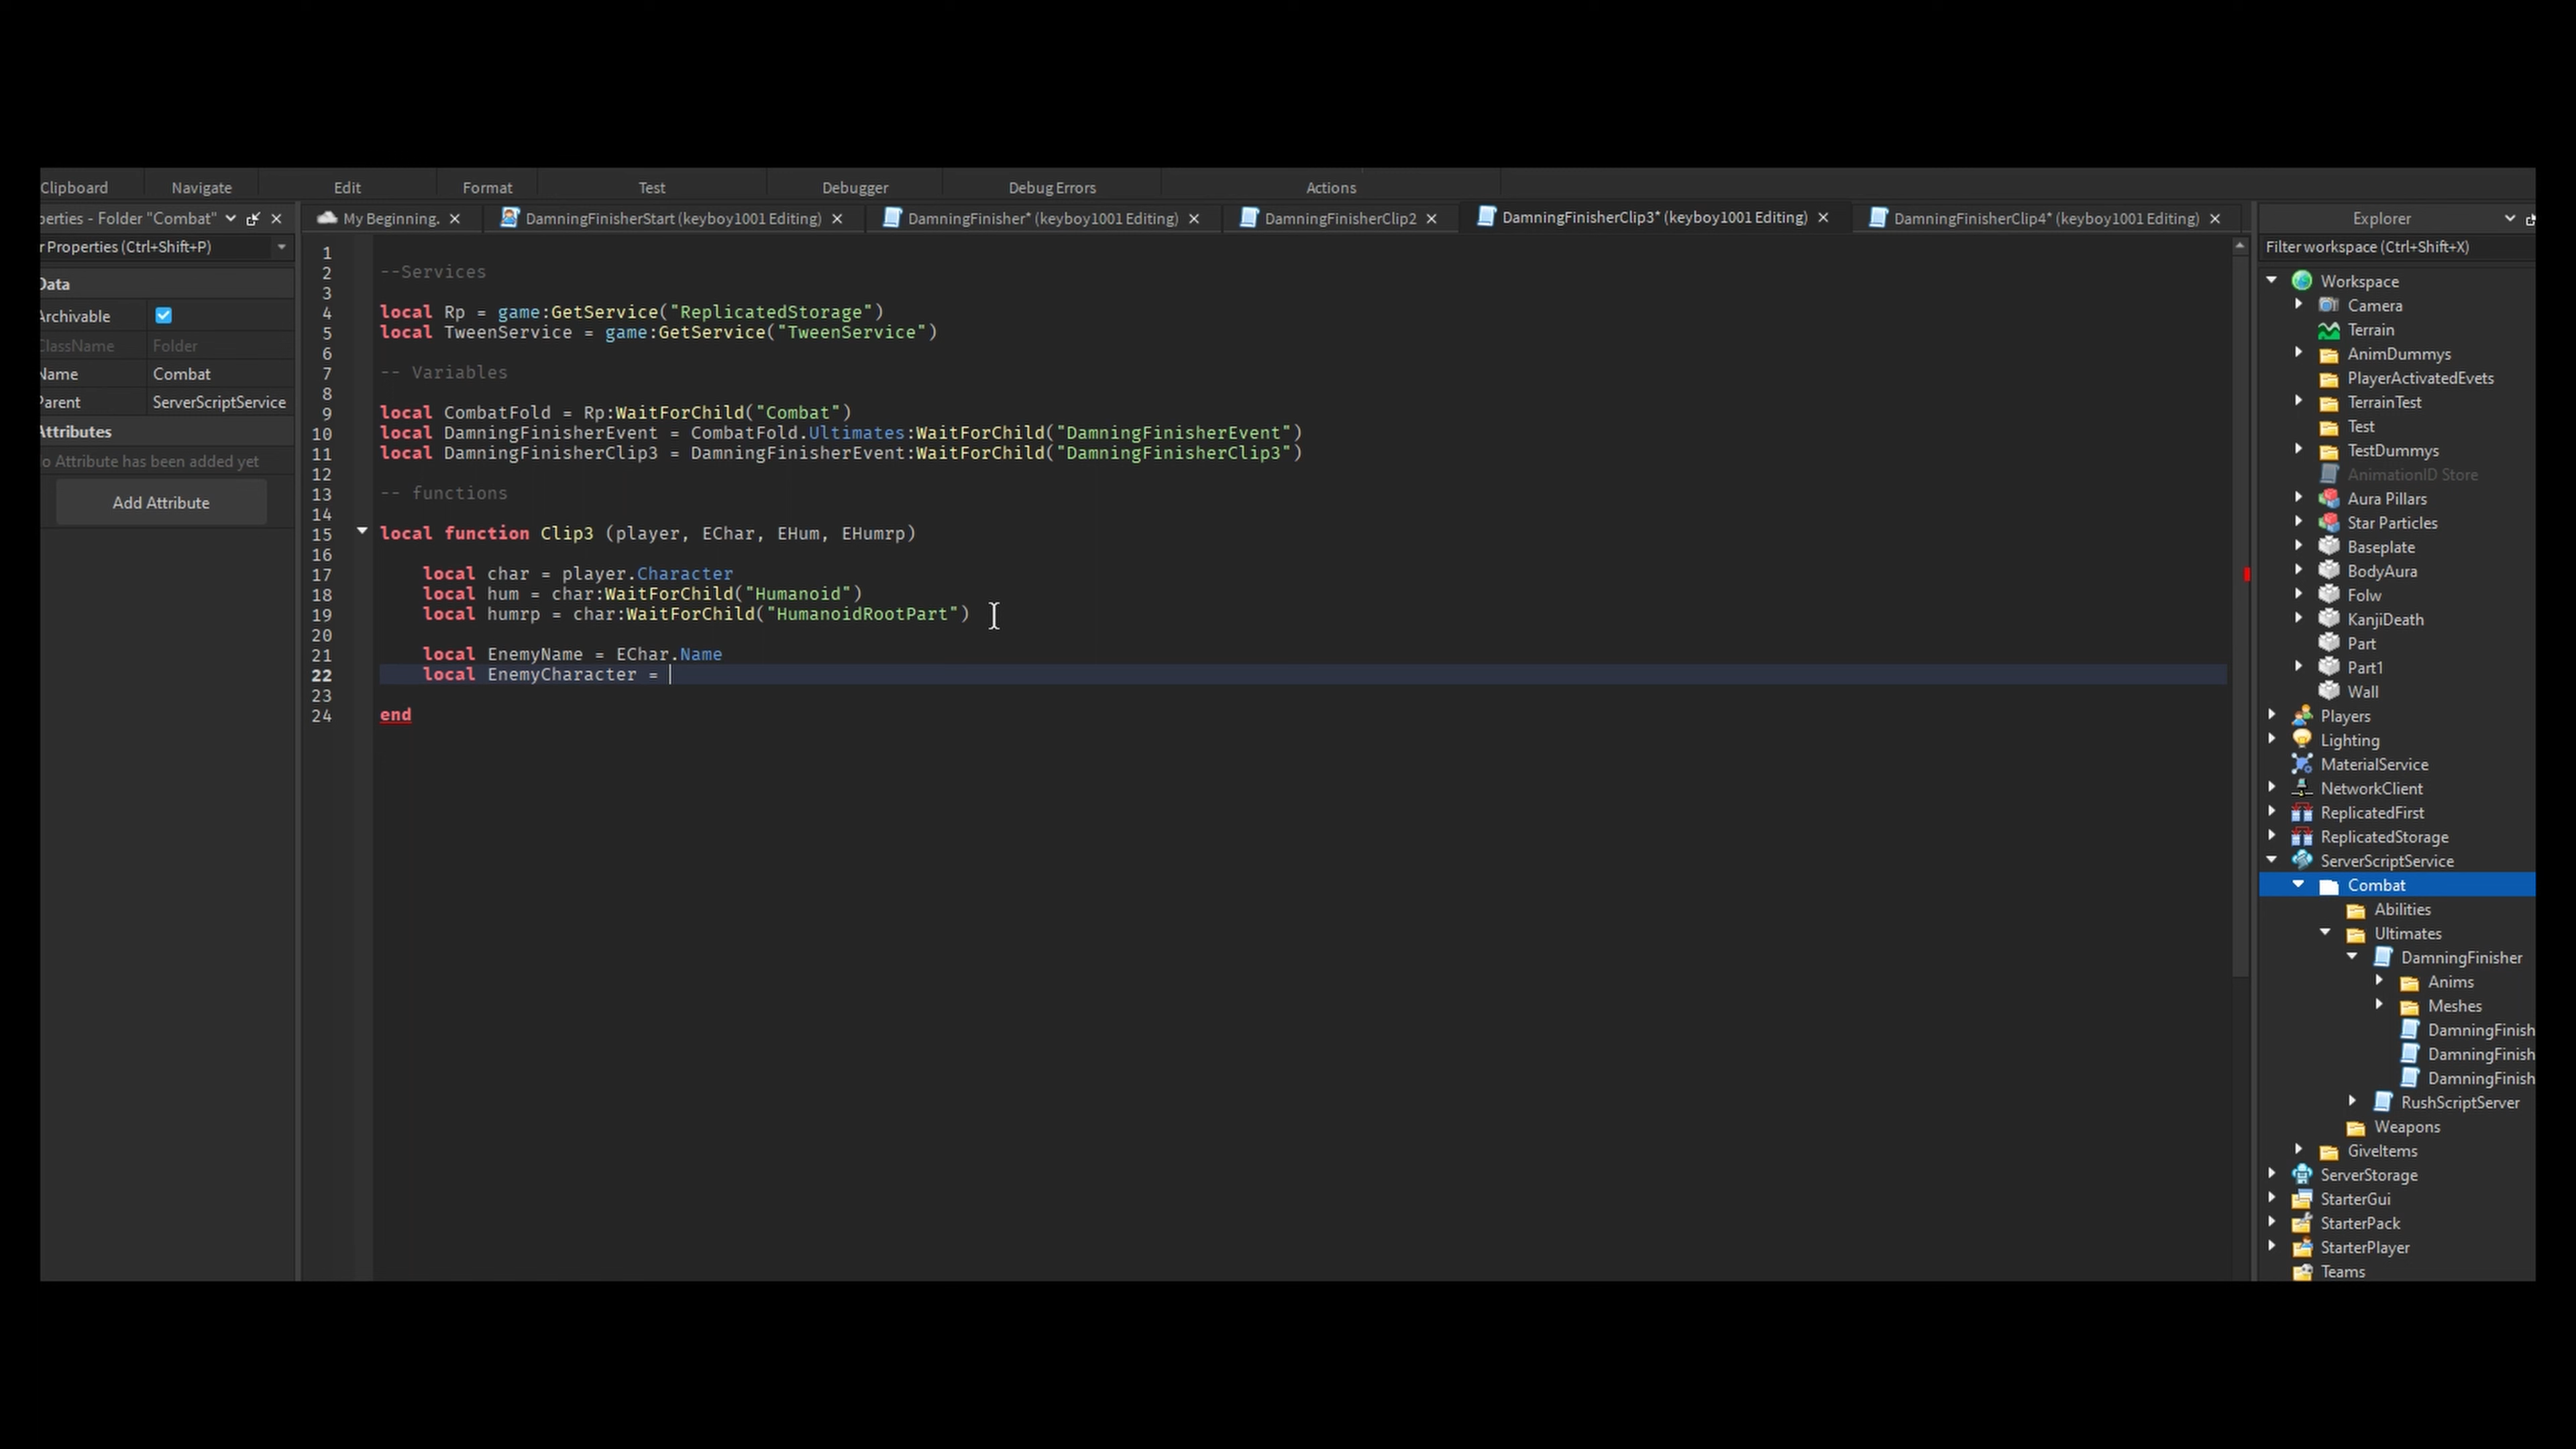 Clipboard Navigate Edit Format Test Debugger Debug Errors Actions
perties - Folder "Combat"
r Properties (Ctrl+Shift+P)
Data
Archivable
ClassName Folder
Name Combat
Parent ServerScriptService
Attributes
o Attribute has been added yet
Add Attribute
My Beginning. DamningFinisherStart (keyboy1001 Editing) DamningFinisher* (keyboy1001 Editing) DamningFinisherClip2 DamningFinisherClip3* (keyboy1001 Editing) DamningFinisherClip4* (keyboy1001 Editing)
1
2 --Services
3
4 local Rp = game:GetService("ReplicatedStorage")
5 local TweenService = game:GetService("TweenService")
6
7 -- Variables
8
9 local CombatFold = Rp:WaitForChild("Combat")
10 local DamningFinisherEvent = CombatFold.Ultimates:WaitForChild("DamningFinisherEvent")
11 local DamningFinisherClip3 = DamningFinisherEvent:WaitForChild("DamningFinisherClip3")
12
13 -- functions
14
15 local function Clip3 (player, EChar, EHum, EHumrp)
16
17 local char = player.Character
18 local hum = char:WaitForChild("Humanoid")
19 local humrp = char:WaitForChild("HumanoidRootPart")
20
21 local EnemyName = EChar.Name
22 local EnemyCharacter =
23
24 end
Explorer
Filter workspace (Ctrl+Shift+X)
Workspace
Camera
Terrain
AnimDummys
PlayerActivatedEvets
TerrainTest
Test
TestDummys
AnimationID Store
Aura Pillars
Star Particles
Baseplate
BodyAura
Folw
KanjiDeath
Part
Part1
Wall
Players
Lighting
MaterialService
NetworkClient
ReplicatedFirst
ReplicatedStorage
ServerScriptService
Combat
Abilities
Ultimates
DamningFinisher
Anims
Meshes
DamningFinish
DamningFinish
DamningFinish
RushScriptServer
Weapons
GiveItems
ServerStorage
StarterGui
StarterPack
StarterPlayer
Teams